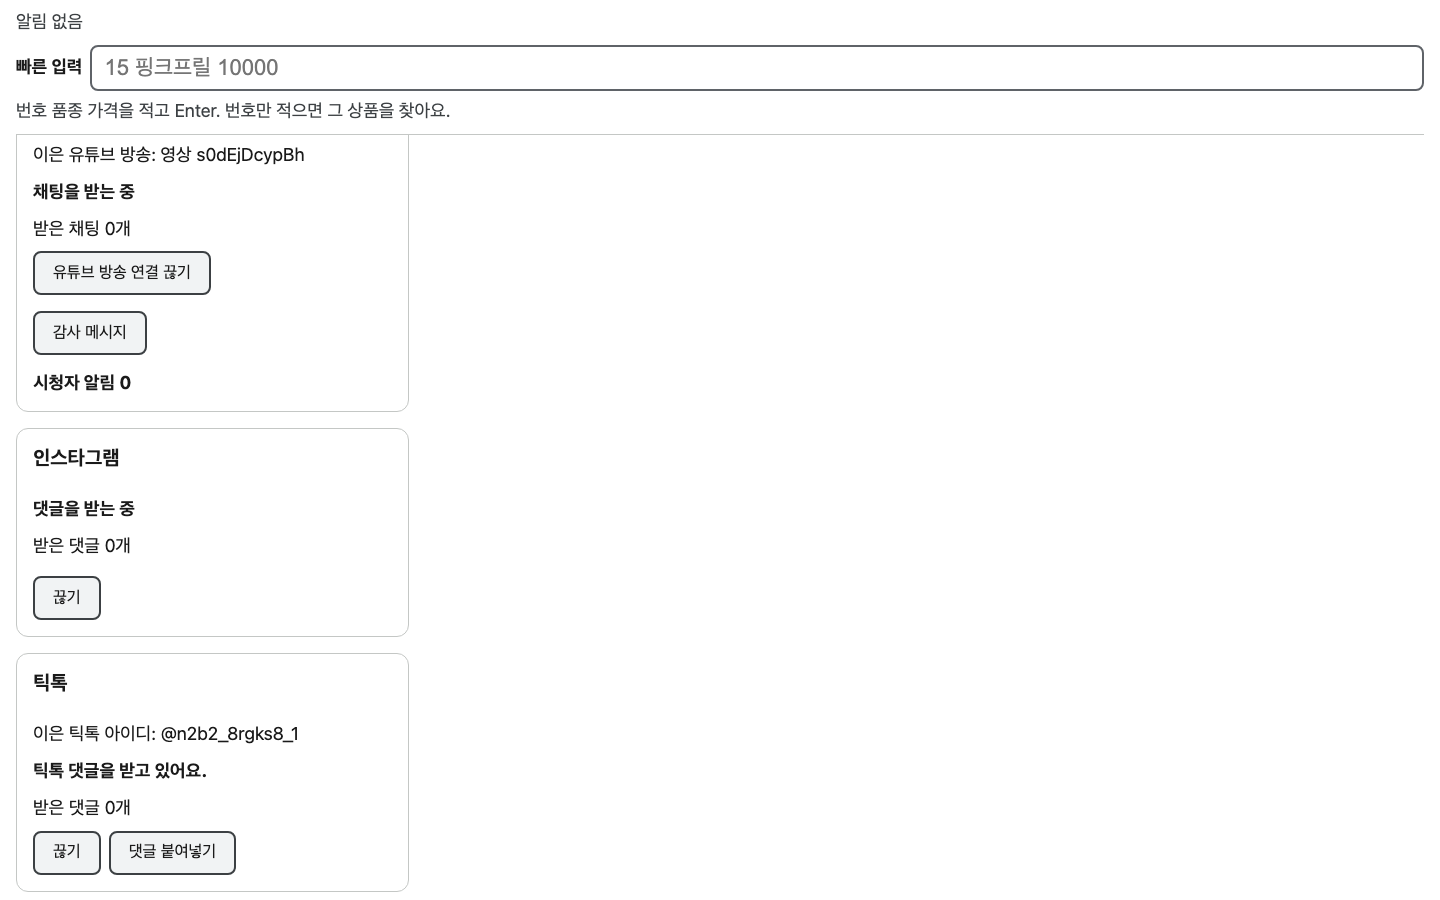 알림 없음
빠른 입력 15 핑크프릴 10000
번호 품종 가격을 적고 Enter. 번호만 적으면 그 상품을 찾아요.
이은 유튜브 방송: 영상 s0dEjDcypBh
채팅을 받는 중
받은 채팅 0개
유튜브 방송 연결 끊기
감사 메시지
시청자 알림 0
인스타그램
댓글을 받는 중
받은 댓글 0개
끊기
틱톡
이은 틱톡 아이디: @n2b2_8rgks8_1
틱톡 댓글을 받고 있어요.
받은 댓글 0개
끊기 댓글 붙여넣기